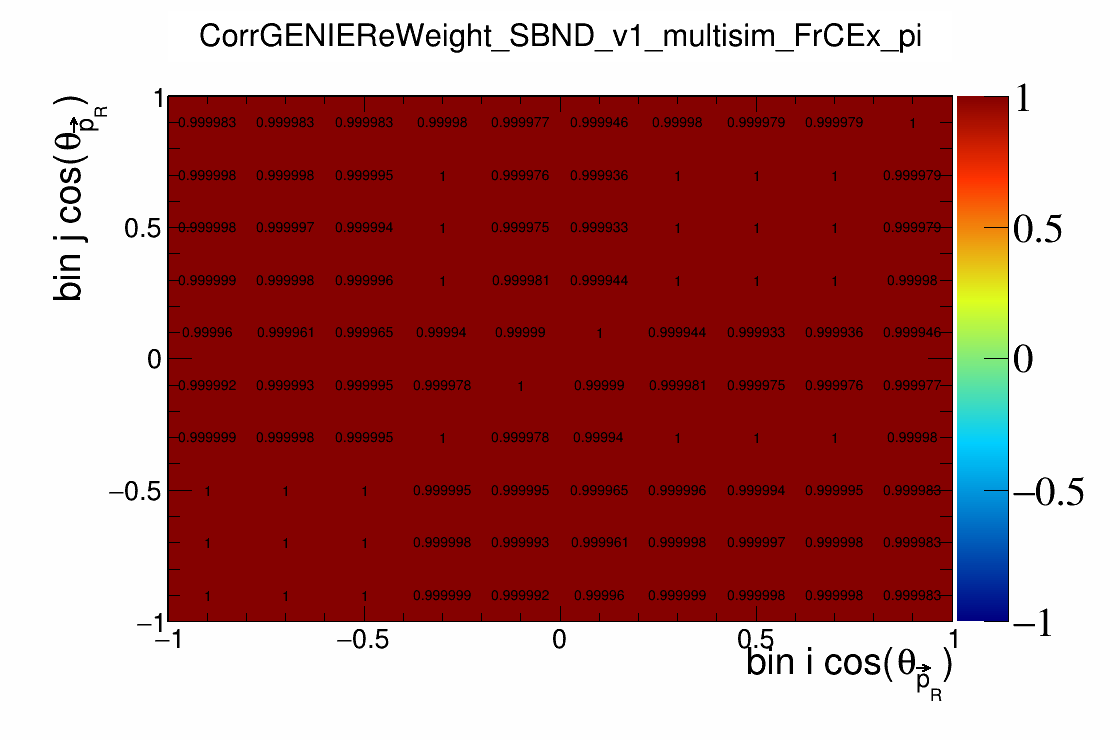 CorrGENIEReWeight_SBND_v1_multisim_FrCEx_pi
bin j cos(θ p⃗ R)
1
0.5
0
−0.5
−1
0.999983 0.999983 0.999983 0.99998 0.999977 0.999946 0.99998 0.999979 0.999979 1
0.999998 0.999998 0.999995 1 0.999976 0.999936 1 1 1 0.999979
0.999998 0.999997 0.999994 1 0.999975 0.999933 1 1 1 0.999979
0.999999 0.999998 0.999996 1 0.999981 0.999944 1 1 1 0.99998
0.99996 0.999961 0.999965 0.99994 0.99999 1 0.999944 0.999933 0.999936 0.999946
0.999992 0.999993 0.999995 0.999978 1 0.99999 0.999981 0.999975 0.999976 0.999977
0.999999 0.999998 0.999995 1 0.999978 0.99994 1 1 1 0.99998
1 1 1 0.999995 0.999995 0.999965 0.999996 0.999994 0.999995 0.999983
1 1 1 0.999998 0.999993 0.999961 0.999998 0.999997 0.999998 0.999983
1 1 1 0.999999 0.999992 0.99996 0.999999 0.999998 0.999998 0.999983
−1 −0.5 0 0.5 1
bin i cos(θ p⃗ R)
1
0.5
0
−0.5
−1